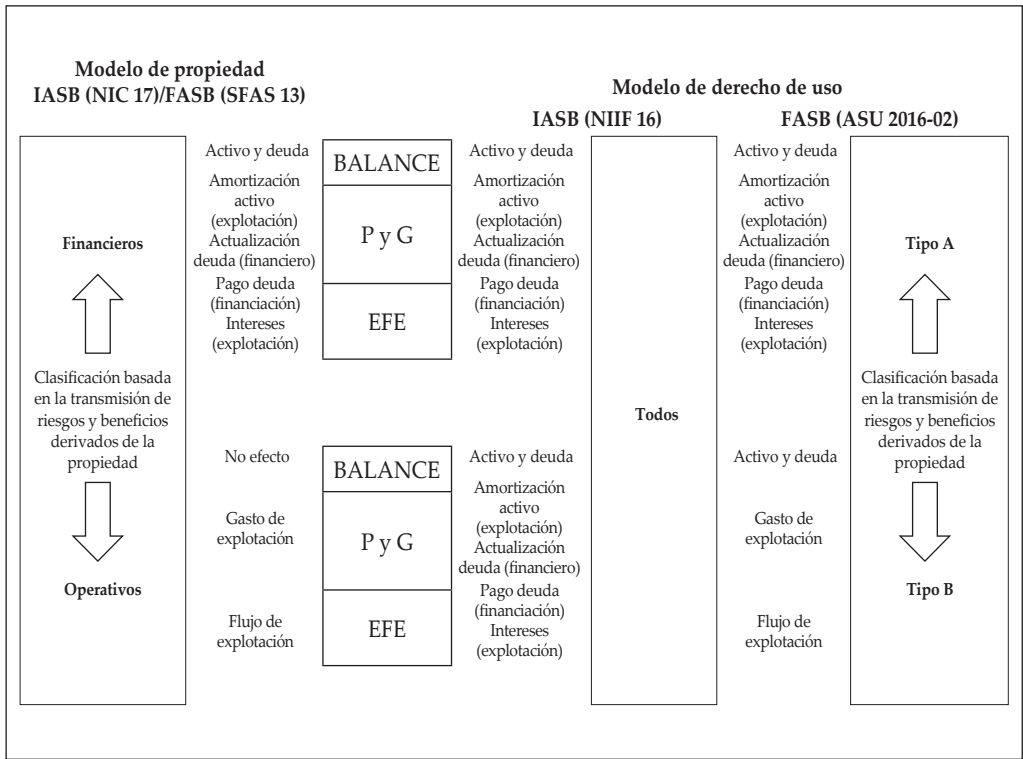 Modelo de propiedad
IASB (NIC 17)/FASB (SFAS 13)
Modelo de derecho de uso
IASB (NIIF 16)
FASB (ASU 2016-02)
Financieros
Clasificación basada
en la transmisión de
riesgos y beneficios
derivados de la
propiedad
Operativos
Activo y deuda
Amortización
activo
(explotación)
Actualización
deuda (financiero)
Pago deuda
(financiación)
Intereses
(explotación)
No efecto
Gasto de
explotación
Flujo de
explotación
BALANCE
P y G
EFE
BALANCE
P y G
EFE
Activo y deuda
Amortización
activo
(explotación)
Actualización
deuda (financiero)
Pago deuda
(financiación)
Intereses
(explotación)
Activo y deuda
Amortización
activo
(explotación)
Actualización
deuda (financiero)
Pago deuda
(financiación)
Intereses
(explotación)
Todos
Activo y deuda
Amortización
activo
(explotación)
Actualización
deuda (financiero)
Pago deuda
(financiación)
Intereses
(explotación)
Activo y deuda
Gasto de
explotación
Flujo de
explotación
Tipo A
Clasificación basada
en la transmisión de
riesgos y beneficios
derivados de la
propiedad
Tipo B